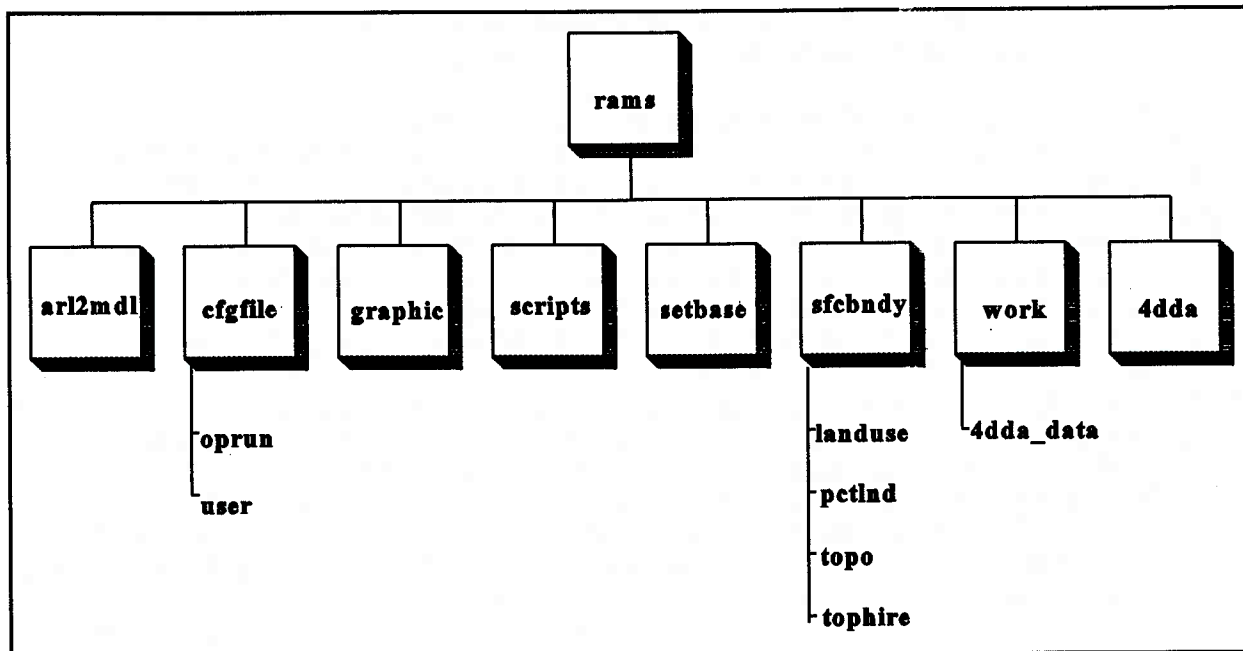 rams
arl2mdl cfgfile graphic scripts setbase sfcbndy work 4dda
oprun landuse 4dda_data
user pctlnd
topo
tophire